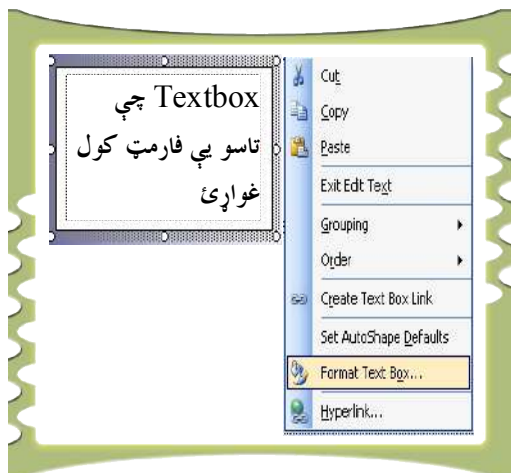 Textbox چې
تاسو يې فارمټ کول
غواړئ
Cut
Copy
Paste
Exit Edit Text
Grouping
Order
Create Text Box Link
Set AutoShape Defaults
Format Text Box...
Hyperlink...